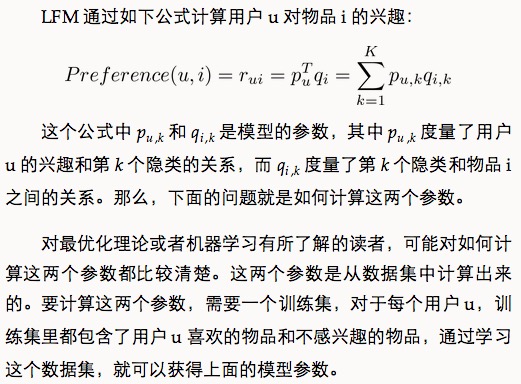 LFM 通过如下公式计算用户 u 对物品 i 的兴趣：
Preference(u, i) = r_{ui} = p_u^T q_i = \sum_{k=1}^{K} p_{u,k} q_{i,k}
这个公式中 p_{u,k} 和 q_{i,k} 是模型的参数，其中 p_{u,k} 度量了用户
u 的兴趣和第 k 个隐类的关系，而 q_{i,k} 度量了第 k 个隐类和物品 i
之间的关系。那么，下面的问题就是如何计算这两个参数。
对最优化理论或者机器学习有所了解的读者，可能对如何计
算这两个参数都比较清楚。这两个参数是从数据集中计算出来
的。要计算这两个参数，需要一个训练集，对于每个用户 u，训
练集里都包含了用户 u 喜欢的物品和不感兴趣的物品，通过学习
这个数据集，就可以获得上面的模型参数。